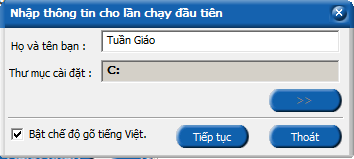 Nhập thông tin cho lần chạy đầu tiên
Họ và tên bạn : Tuần Giáo
Thư mục cài đặt : C:
>>
Bật chế độ gõ tiếng Việt.
Tiếp tục Thoát